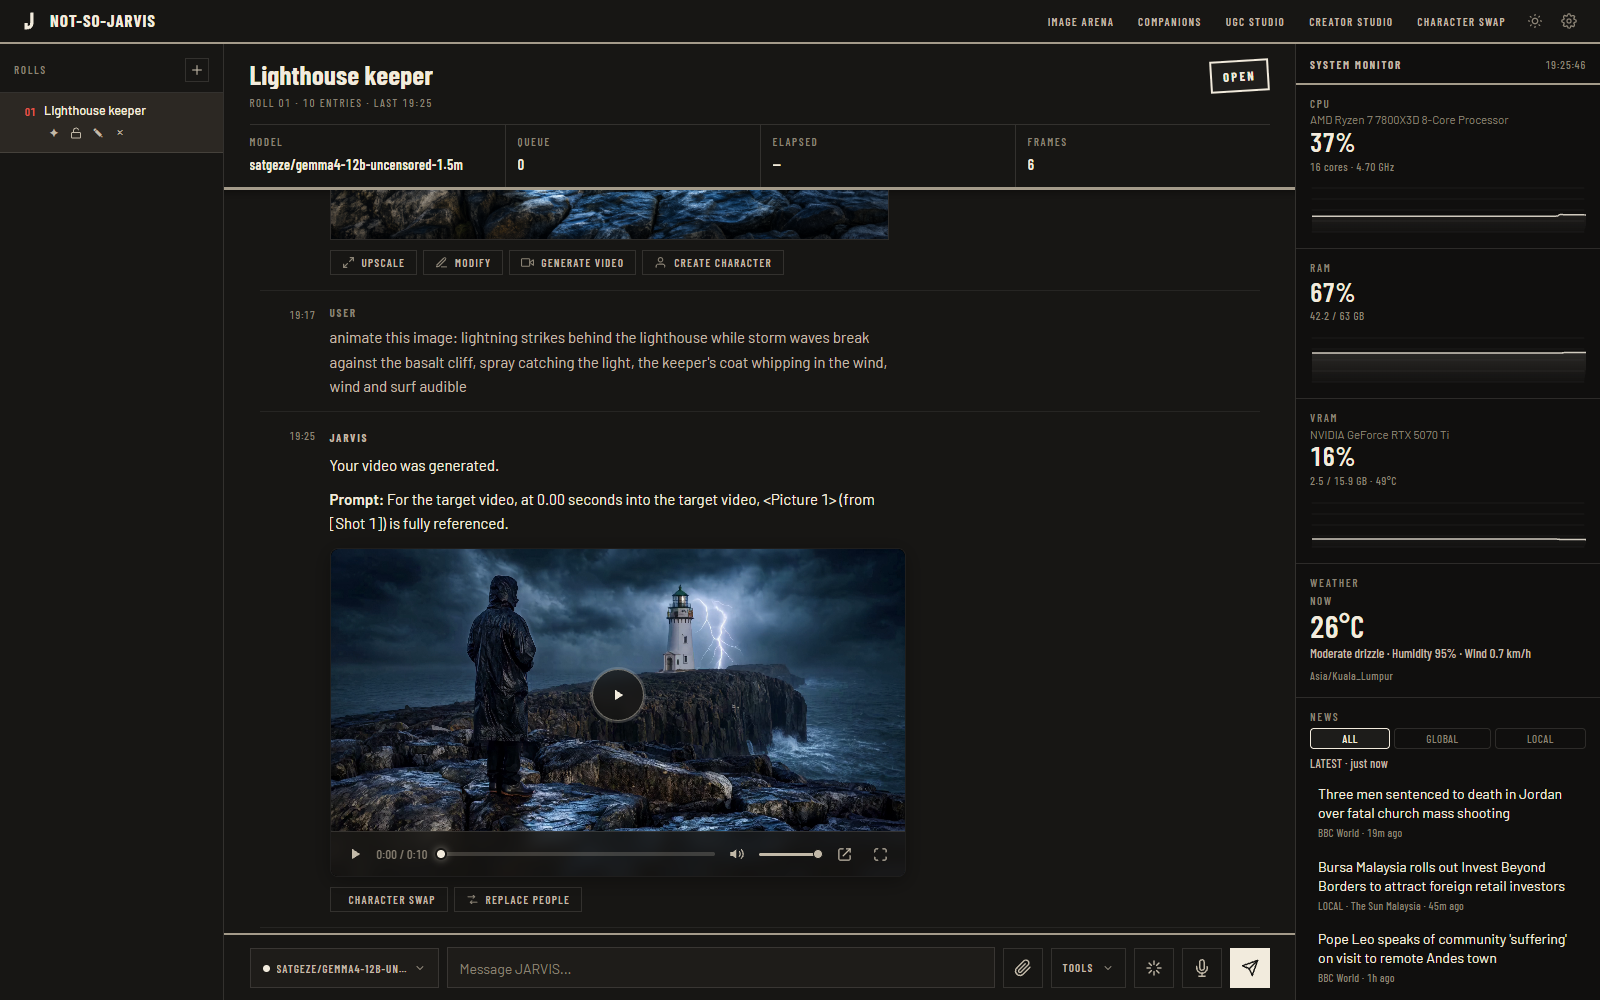 NOT-SO-JARVIS
IMAGE ARENA
COMPANIONS
UGC STUDIO
CREATOR STUDIO
CHARACTER SWAP
ROLLS
01 Lighthouse keeper
Lighthouse keeper
ROLL 01 · 10 ENTRIES · LAST 19:25
OPEN
MODEL
satgeze/gemma4-12b-uncensored-1.5m
QUEUE
0
ELAPSED
–
FRAMES
6
UPSCALE
MODIFY
GENERATE VIDEO
CREATE CHARACTER
19:17 USER
animate this image: lightning strikes behind the lighthouse while storm waves break
against the basalt cliff, spray catching the light, the keeper's coat whipping in the wind,
wind and surf audible
19:25 JARVIS
Your video was generated.
Prompt: For the target video, at 0.00 seconds into the target video, <Picture 1> (from
[Shot 1]) is fully referenced.
0:00 / 0:10
CHARACTER SWAP
REPLACE PEOPLE
SATGEZE/GEMMA4-12B-UN...
Message JARVIS...
TOOLS
SYSTEM MONITOR
19:25:46
CPU
AMD Ryzen 7 7800X3D 8-Core Processor
37%
16 cores · 4.70 GHz
RAM
67%
42.2 / 63 GB
VRAM
NVIDIA GeForce RTX 5070 Ti
16%
2.5 / 15.9 GB · 49°C
WEATHER
NOW
26°C
Moderate drizzle · Humidity 95% · Wind 0.7 km/h
Asia/Kuala_Lumpur
NEWS
ALL
GLOBAL
LOCAL
LATEST · just now
Three men sentenced to death in Jordan
over fatal church mass shooting
BBC World · 19m ago
Bursa Malaysia rolls out Invest Beyond
Borders to attract foreign retail investors
LOCAL · The Sun Malaysia · 45m ago
Pope Leo speaks of community 'suffering'
on visit to remote Andes town
BBC World · 1h ago